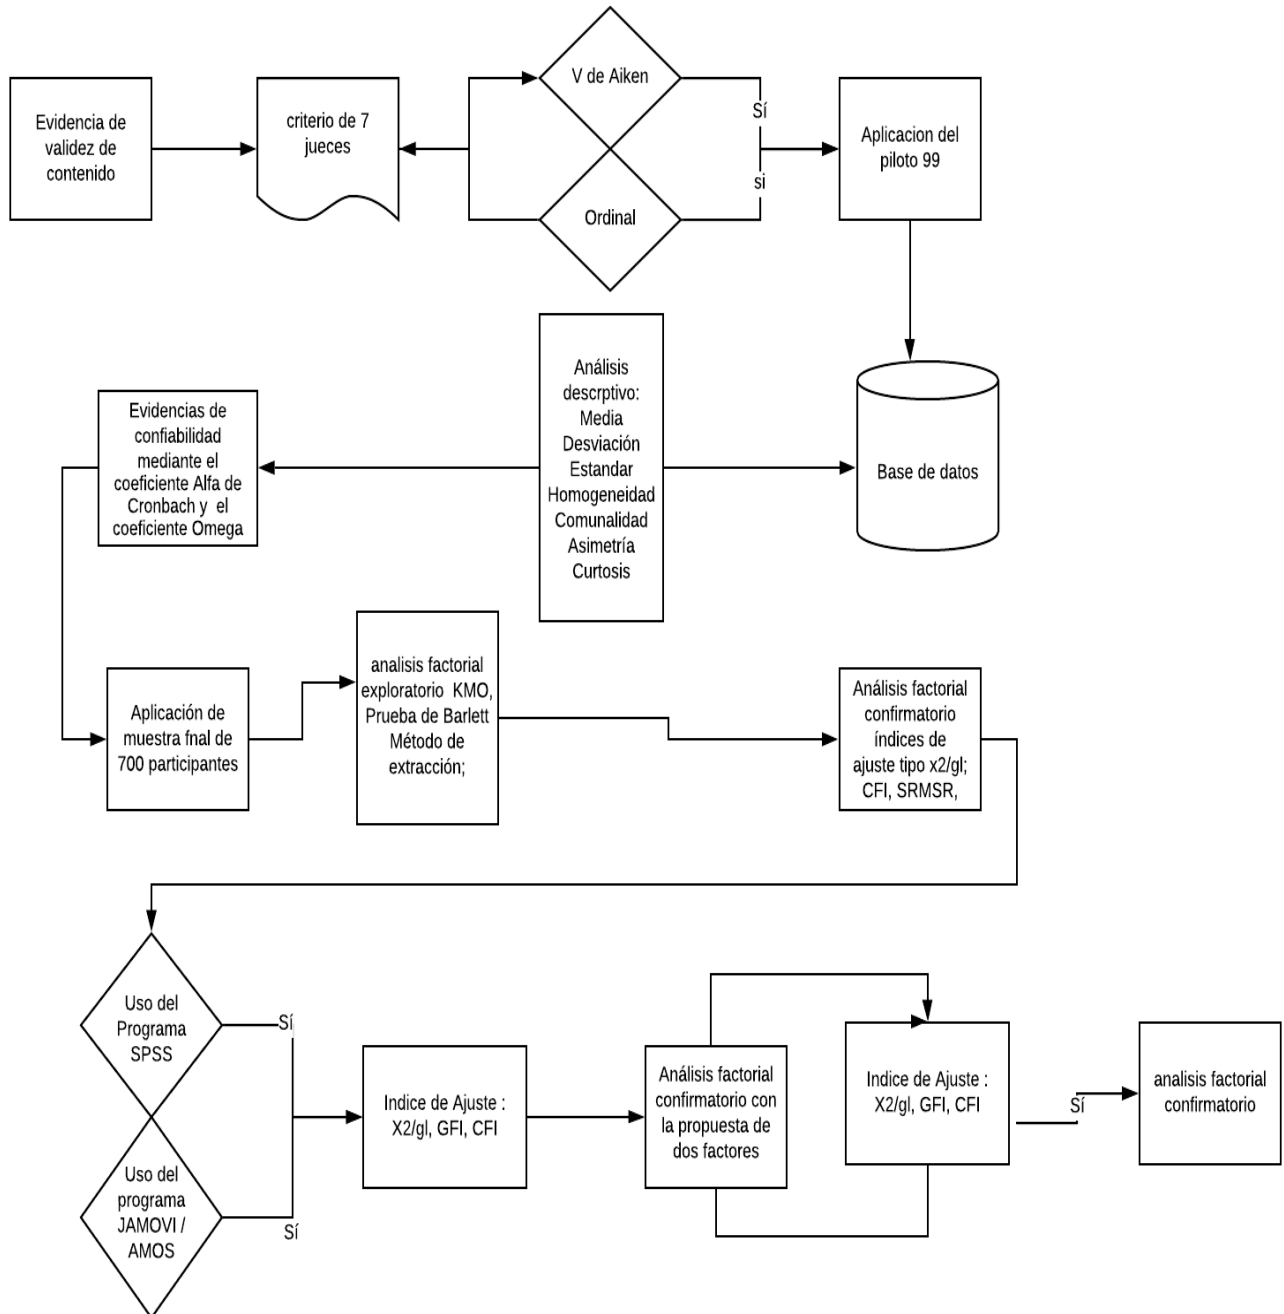 Evidencia de
validez de
contenido
criterio de 7
jueces
V de Aiken
Ordinal
Sí
si
Aplicacion del
piloto 99
Análisis
descrptivo:
Media
Desviación
Estandar
Homogeneidad
Comunalidad
Asimetría
Curtosis
Base de datos
Evidencias de
confiabilidad
mediante el
coeficiente Alfa de
Cronbach y el
coeficiente Omega
Aplicación de
muestra fnal de
700 participantes
analisis factorial
exploratorio KMO,
Prueba de Barlett
Método de
extracción;
Análisis factorial
confirmatorio
índices de
ajuste tipo x2/gl;
CFI, SRMSR,
Uso del
Programa
SPSS
Sí
Uso del
programa
JAMOVI /
AMOS
Sí
Indice de Ajuste :
X2/gl, GFI, CFI
Análisis factorial
confirmatorio con
la propuesta de
dos factores
Indice de Ajuste :
X2/gl, GFI, CFI
Sí
analisis factorial
confirmatorio